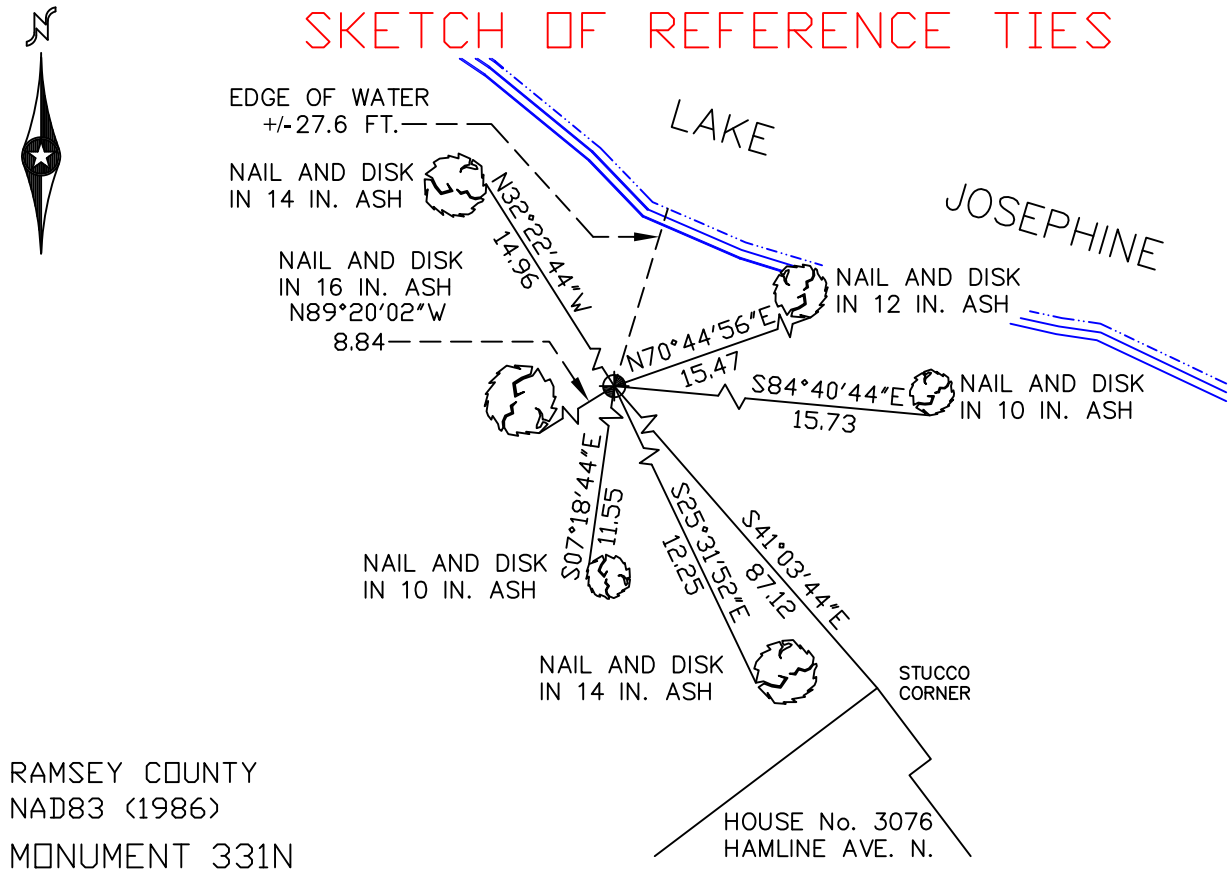 N
SKETCH OF REFERENCE TIES
EDGE OF WATER
+/-27.6 FT.
LAKE
JOSEPHINE
NAIL AND DISK
IN 14 IN. ASH
N32°22'44"W
14.96
NAIL AND DISK
IN 16 IN. ASH
N89°20'02"W
8.84
NAIL AND DISK
IN 12 IN. ASH
N70°44'56"E
15.47
S84°40'44"E
15.73
NAIL AND DISK
IN 10 IN. ASH
S07°18'44"E
11.55
NAIL AND DISK
IN 10 IN. ASH
S25°31'52"E
12.25
S41°03'44"E
87.12
NAIL AND DISK
IN 14 IN. ASH
STUCCO
CORNER
HOUSE No. 3076
HAMLINE AVE. N.
RAMSEY COUNTY
NAD83 (1986)
MONUMENT 331N